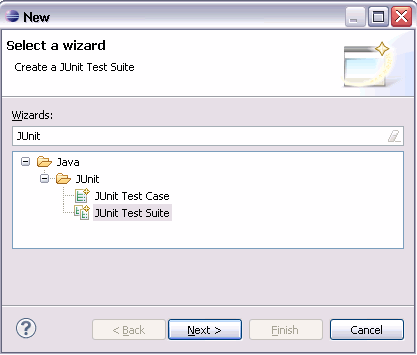 New
Select a wizard
Create a JUnit Test Suite
Wizards:
JUnit
Java
JUnit
JUnit Test Case
JUnit Test Suite
? < Back Next > Finish Cancel